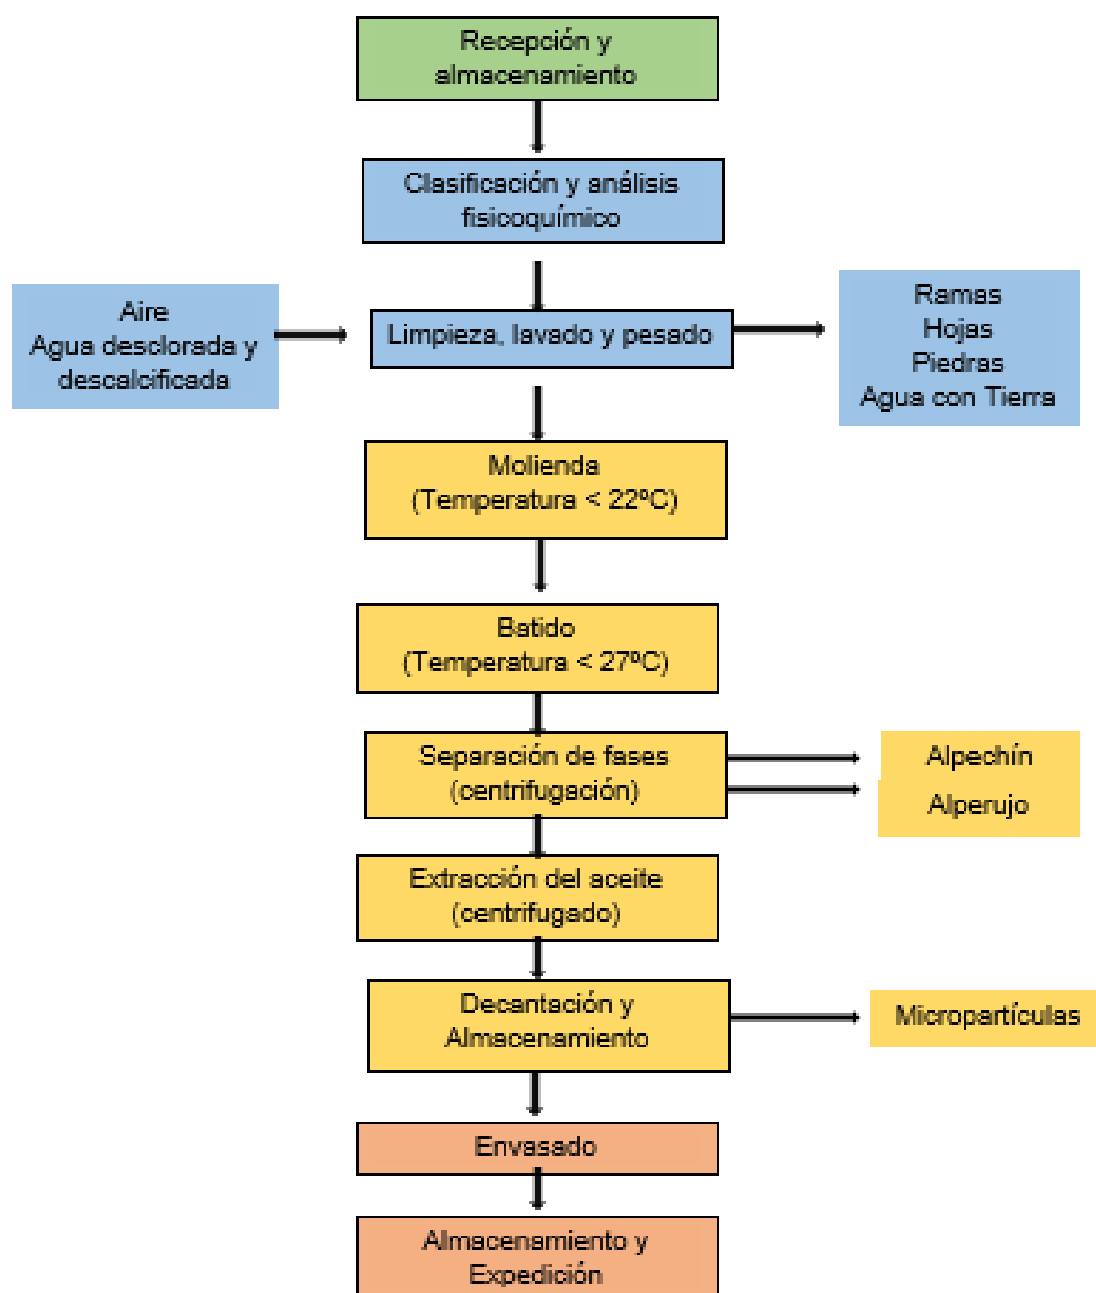 Recepción y
almacenamiento
Clasificación y análisis
fisicoquímico
Aire
Agua desclorada y
descalcificada
Limpieza, lavado y pesado
Ramas
Hojas
Piedras
Agua con Tierra
Molienda
(Temperatura < 22ºC)
Batido
(Temperatura < 27ºC)
Separación de fases
(centrifugación)
Alpechín
Alperujo
Extracción del aceite
(centrifugado)
Decantación y
Almacenamiento
Micropartículas
Envasado
Almacenamiento y
Expedición